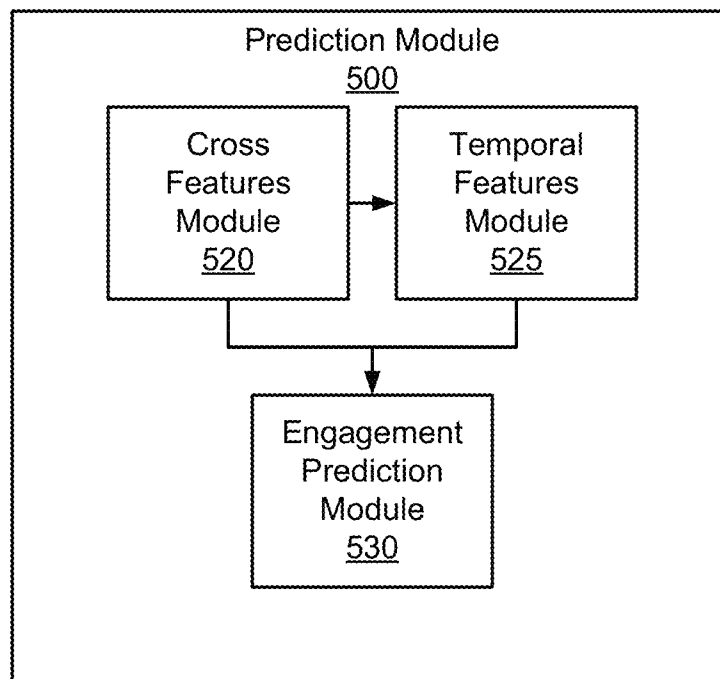 Prediction Module
500
Cross
Features
Module
520
Temporal
Features
Module
525
Engagement
Prediction
Module
530